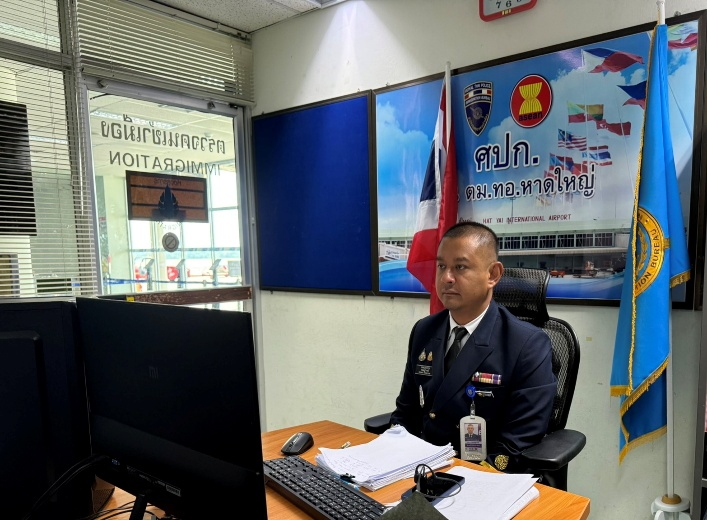 ตรวจคนเข้าเมือง
IMMIGRATION
ASEAN
ศปก.
ตม.ทอ.หาดใหญ่
HAT YAI INTERNATIONAL AIRPORT